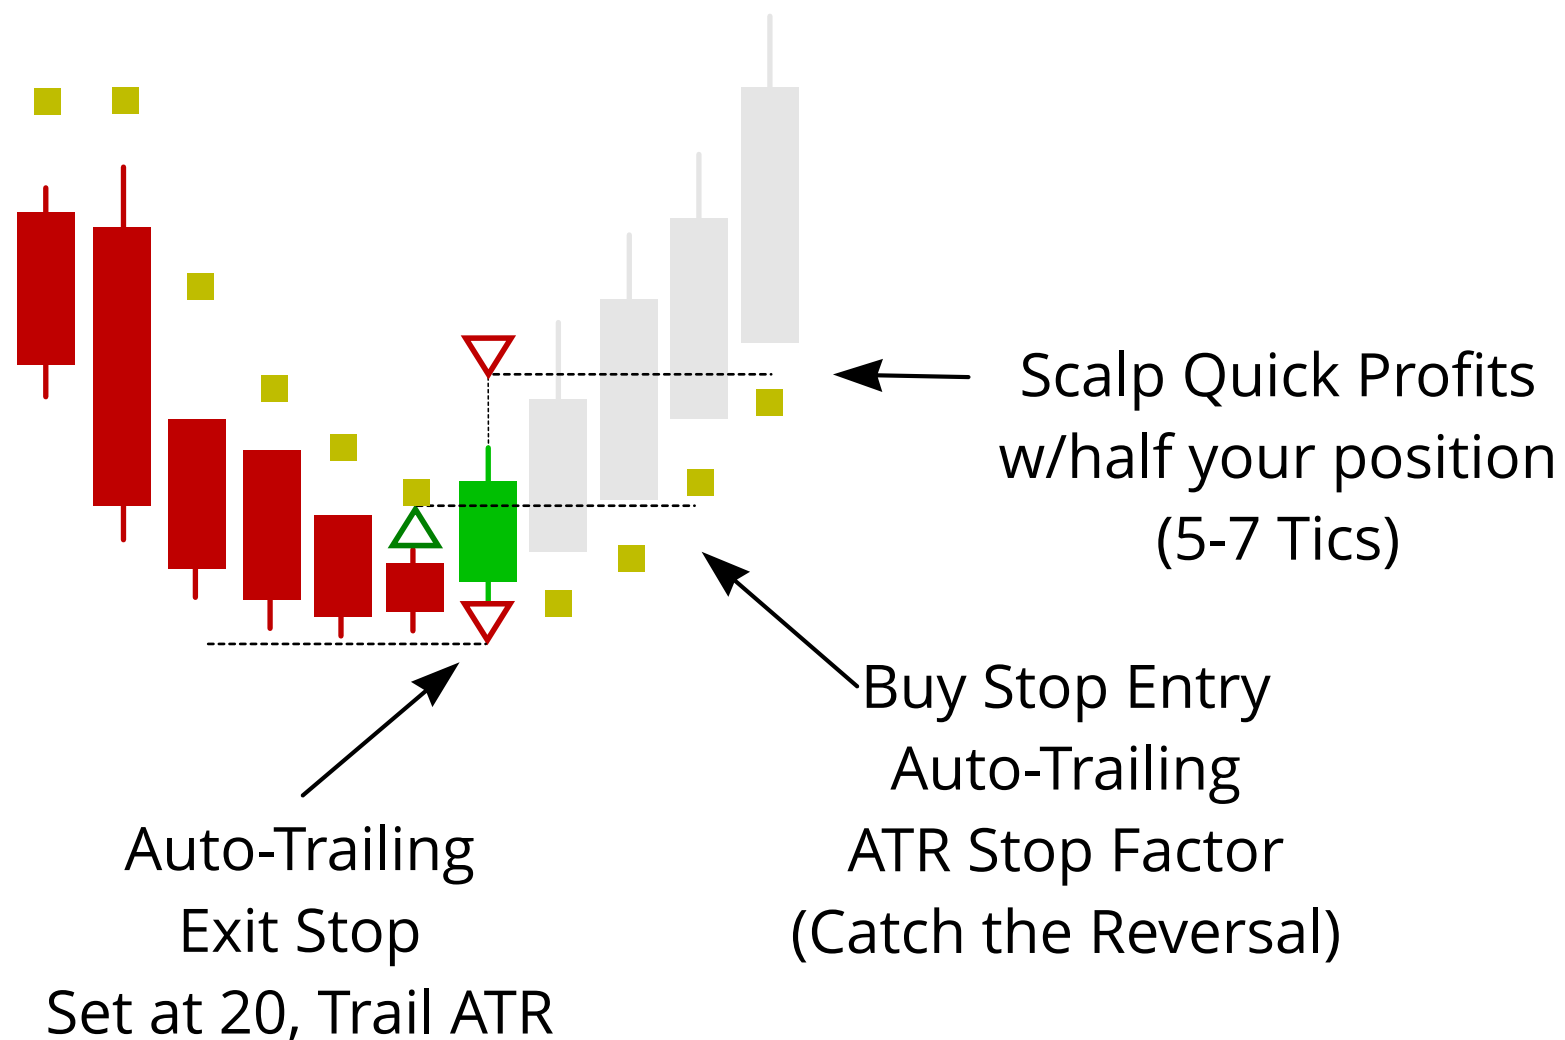 Scalp Quick Profits
w/half your position
(5-7 Tics)
Buy Stop Entry
Auto-Trailing
ATR Stop Factor
(Catch the Reversal)
Auto-Trailing
Exit Stop
Set at 20, Trail ATR